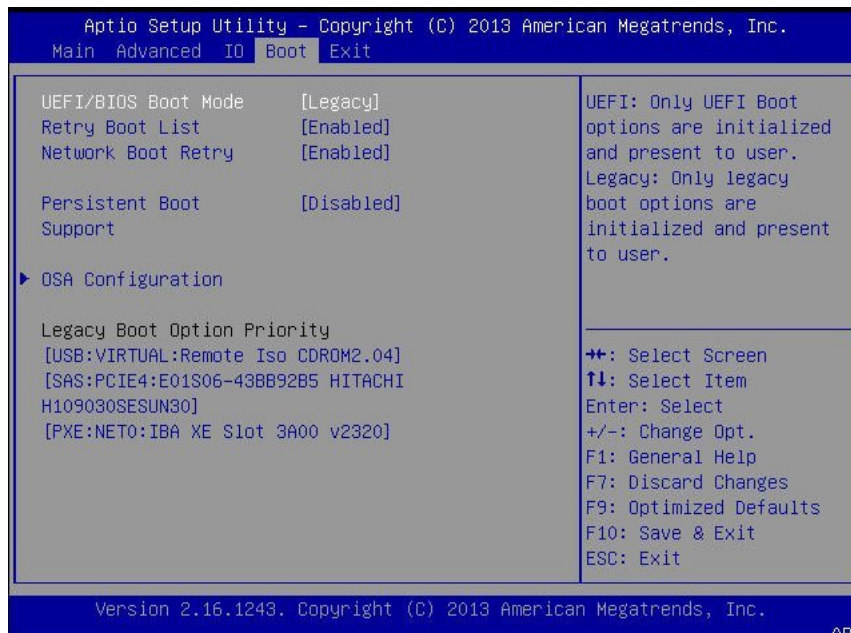 Aptio Setup Utility – Copyright (C) 2013 American Megatrends, Inc.
Main Advanced IO Boot Exit
UEFI/BIOS Boot Mode [Legacy]
Retry Boot List [Enabled]
Network Boot Retry [Enabled]
Persistent Boot [Disabled]
Support
OSA Configuration
Legacy Boot Option Priority
[USB:VIRTUAL:Remote Iso CDROM2.04]
[SAS:PCIE4:E01S06-43BB92B5 HITACHI
H109030SESUN30]
[PXE:NET0:IBA XE Slot 3A00 v2320]
UEFI: Only UEFI Boot
options are initialized
and present to user.
Legacy: Only legacy
boot options are
initialized and present
to user.
→←: Select Screen
↑↓: Select Item
Enter: Select
+/-: Change Opt.
F1: General Help
F7: Discard Changes
F9: Optimized Defaults
F10: Save & Exit
ESC: Exit
Version 2.16.1243. Copyright (C) 2013 American Megatrends, Inc.